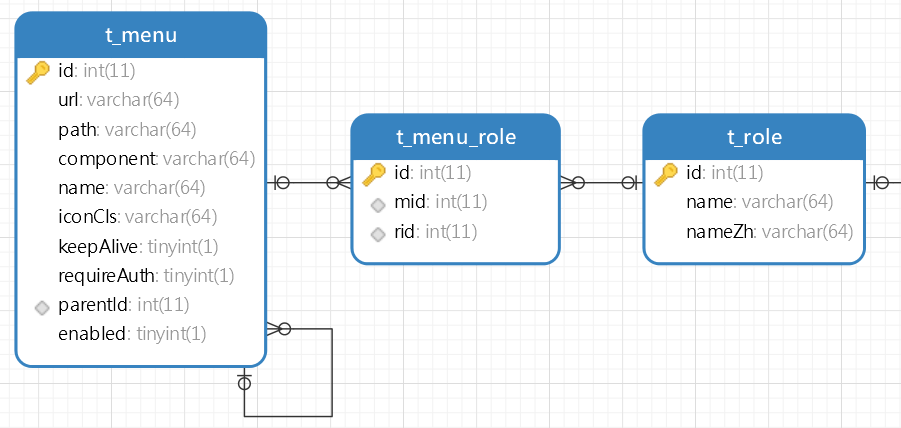 t_menu
id: int(11)
url: varchar(64)
path: varchar(64)
component: varchar(64)
name: varchar(64)
iconCls: varchar(64)
keepAlive: tinyint(1)
requireAuth: tinyint(1)
parentId: int(11)
enabled: tinyint(1)
t_menu_role
id: int(11)
mid: int(11)
rid: int(11)
t_role
id: int(11)
name: varchar(64)
nameZh: varchar(64)